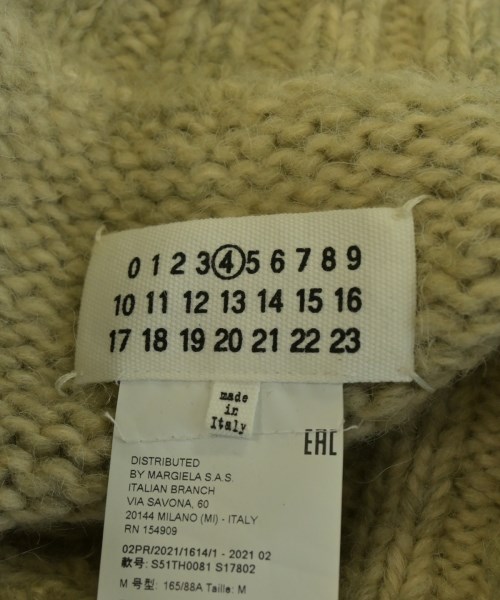 0 1 2 3 4 5 6 7 8 9
10 11 12 13 14 15 16
17 18 19 20 21 22 23
made
in
Italy
EAC
DISTRIBUTED
BY MARGIELA S.A.S.
ITALIAN BRANCH
VIA SAVONA, 60
20144 MILANO (MI) - ITALY
RN 154909
02PR/2021/1614/1 - 2021 02
款号: S51TH0081 S17802
M 号型: 165/88A Taille: M